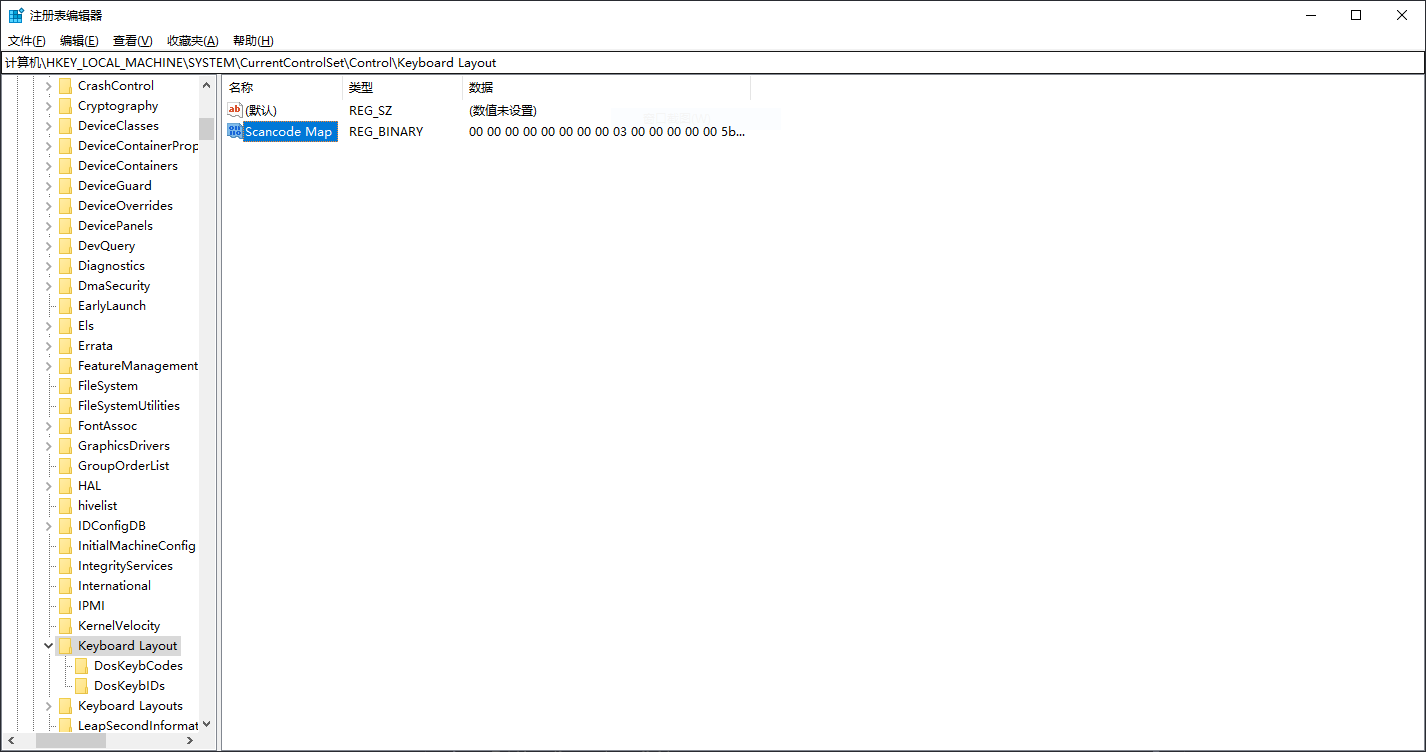 注册表编辑器
文件(F) 编辑(E) 查看(V) 收藏夹(A) 帮助(H)
计算机\HKEY_LOCAL_MACHINE\SYSTEM\CurrentControlSet\Control\Keyboard Layout
CrashControl
Cryptography
DeviceClasses
DeviceContainerProp
DeviceContainers
DeviceGuard
DeviceOverrides
DevicePanels
DevQuery
Diagnostics
DmaSecurity
EarlyLaunch
Els
Errata
FeatureManagement
FileSystem
FileSystemUtilities
FontAssoc
GraphicsDrivers
GroupOrderList
HAL
hivelist
IDConfigDB
InitialMachineConfig
IntegrityServices
International
IPMI
KernelVelocity
Keyboard Layout
DosKeybCodes
DosKeybIDs
Keyboard Layouts
LeapSecondInformat
名称 类型 数据
ab (默认) REG_SZ (数值未设置)
Scancode Map REG_BINARY 00 00 00 00 00 00 00 00 03 00 00 00 00 00 5b...